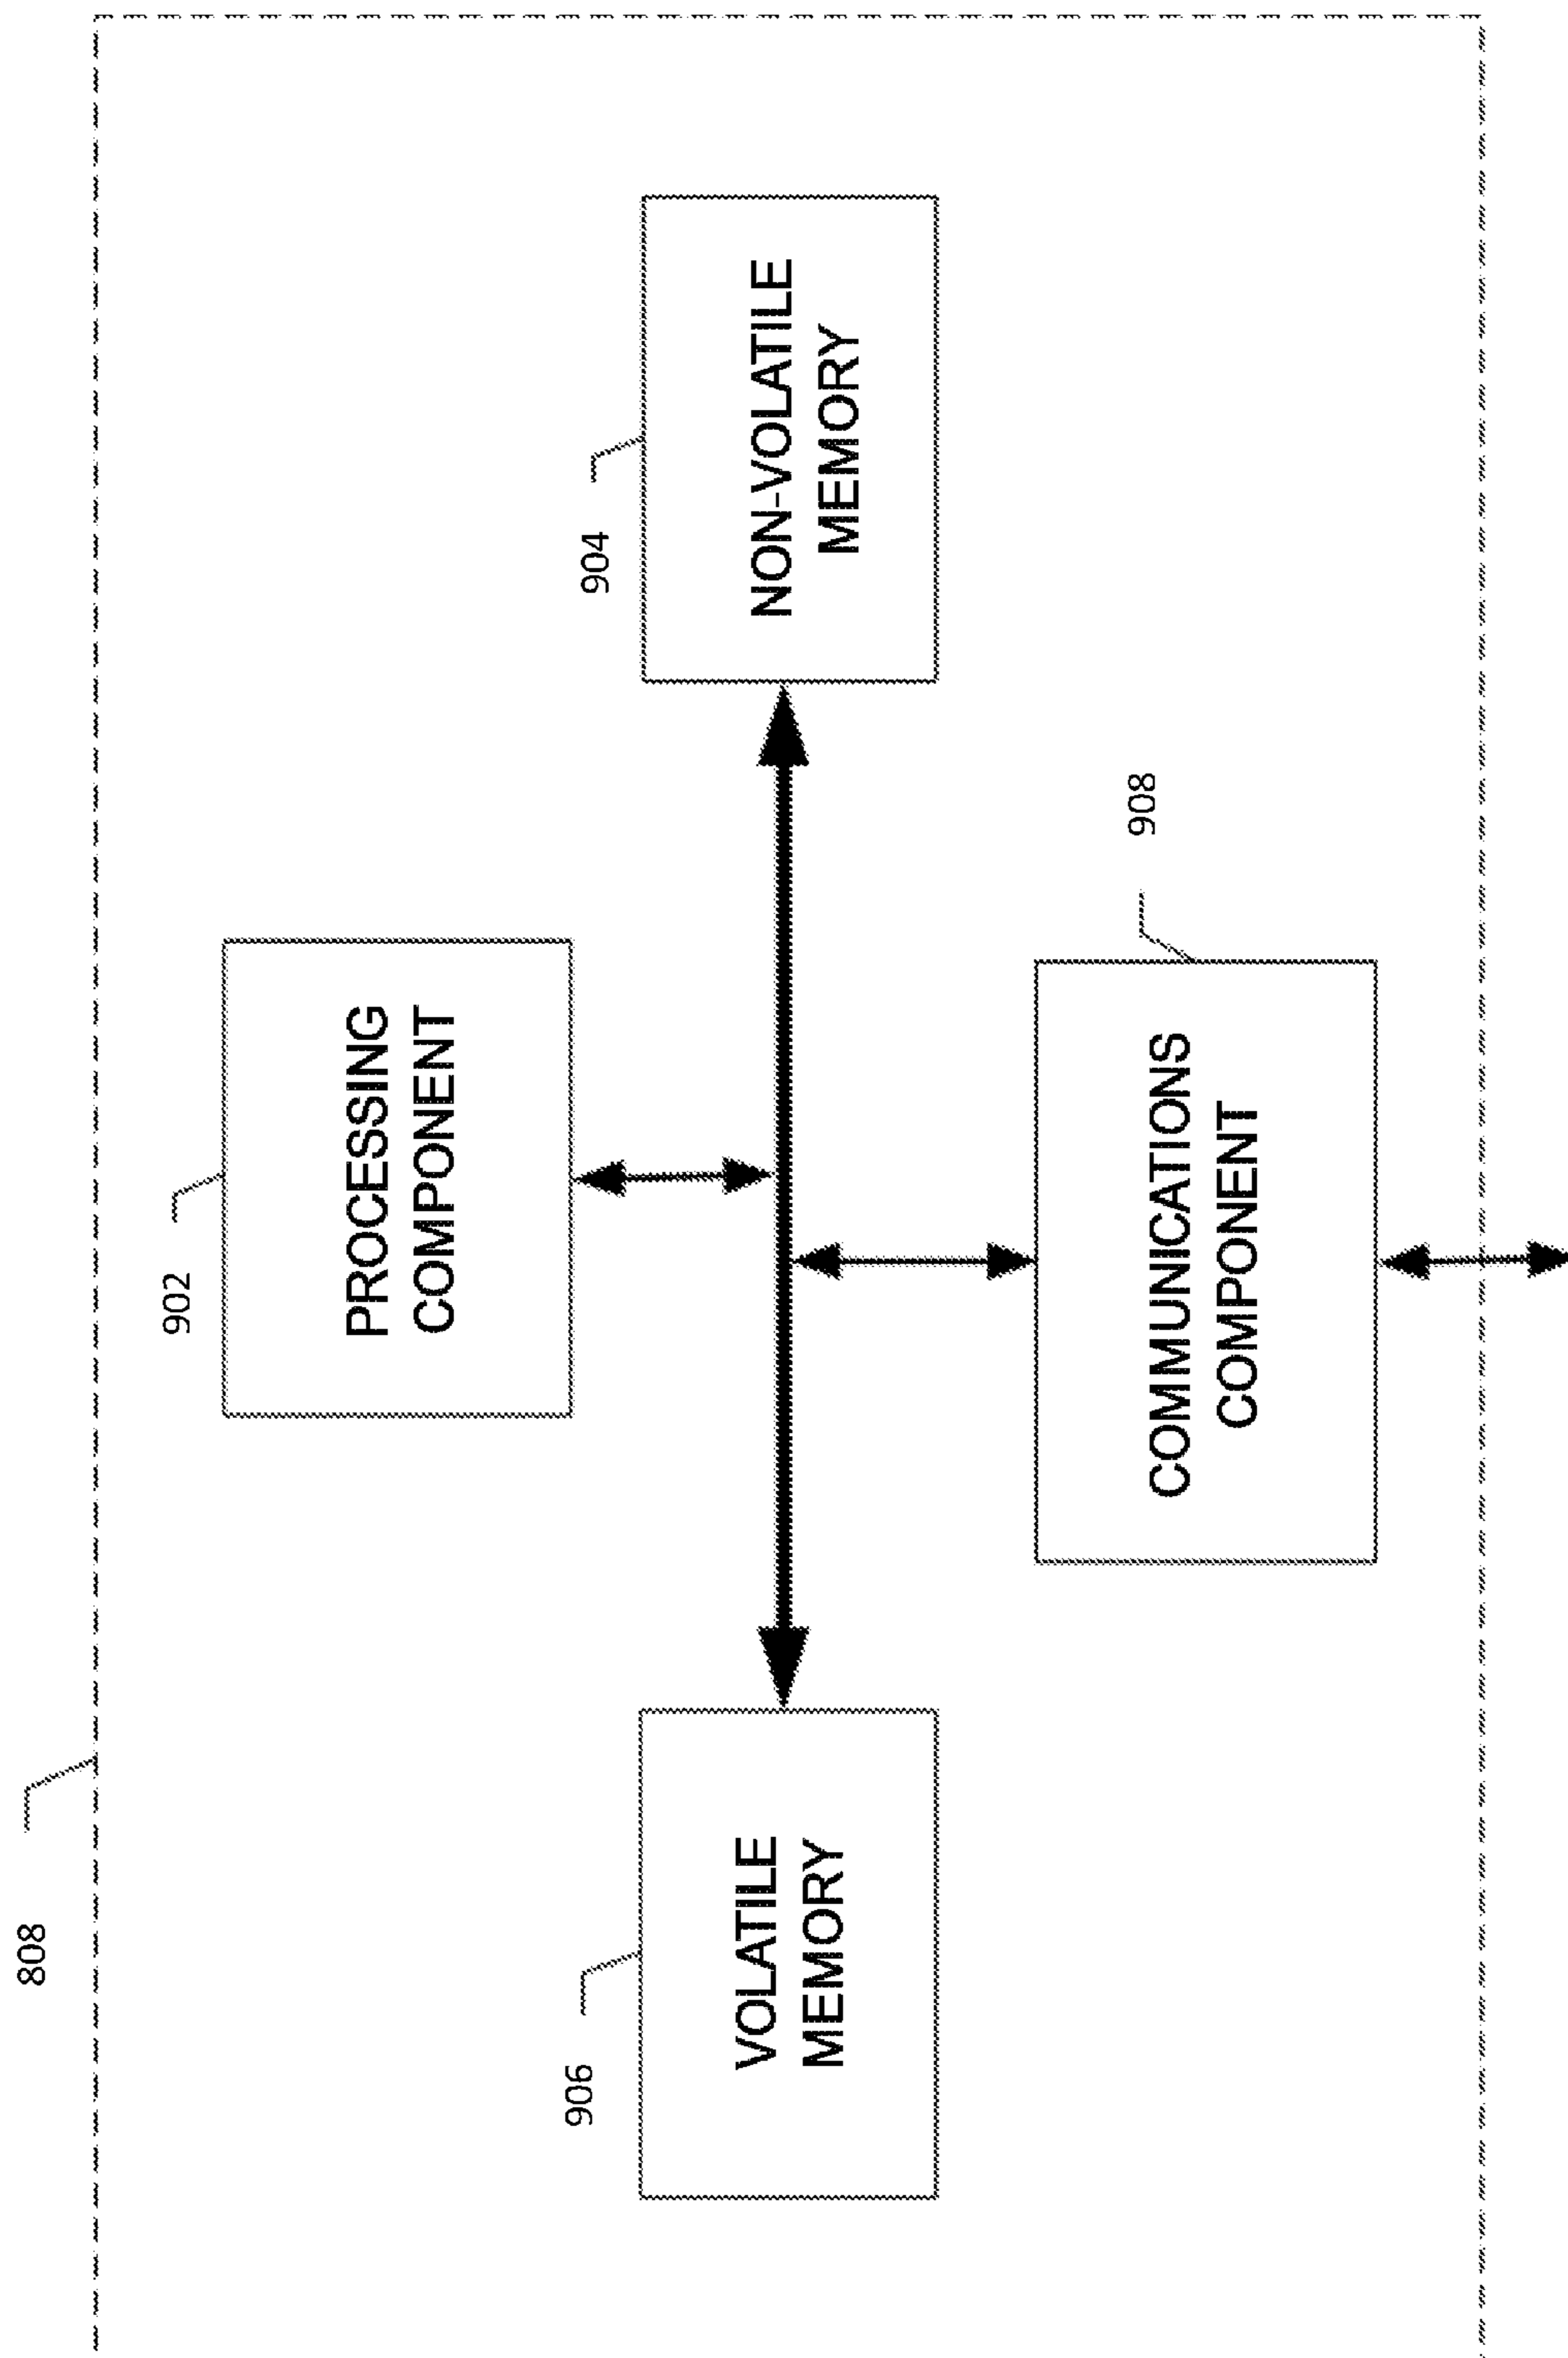 808
902
PROCESSING
COMPONENT
906
VOLATILE
MEMORY
904
NON-VOLATILE
MEMORY
908
COMMUNICATIONS
COMPONENT